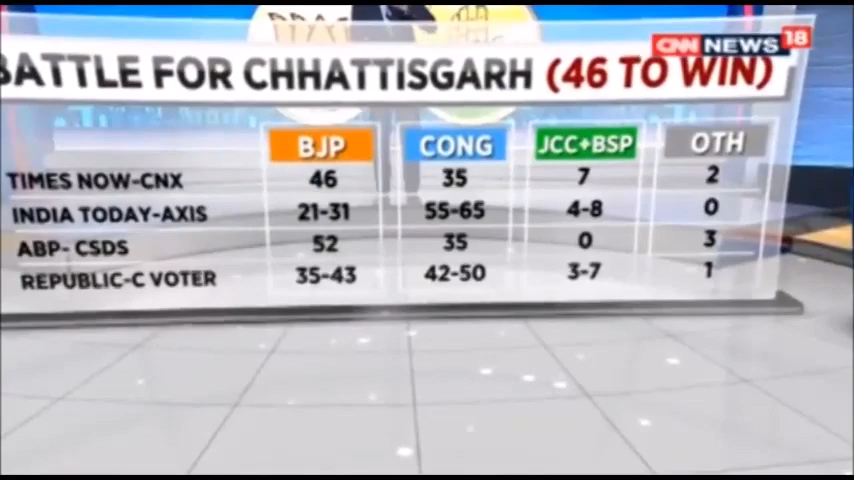 CNN NEWS 18
BATTLE FOR CHHATTISGARH (46 TO WIN)
BJP CONG JCC+BSP OTH
TIMES NOW-CNX 46 35 7 2
INDIA TODAY-AXIS 21-31 55-65 4-8 0
ABP- CSDS 52 35 0 3
REPUBLIC-C VOTER 35-43 42-50 3-7 1